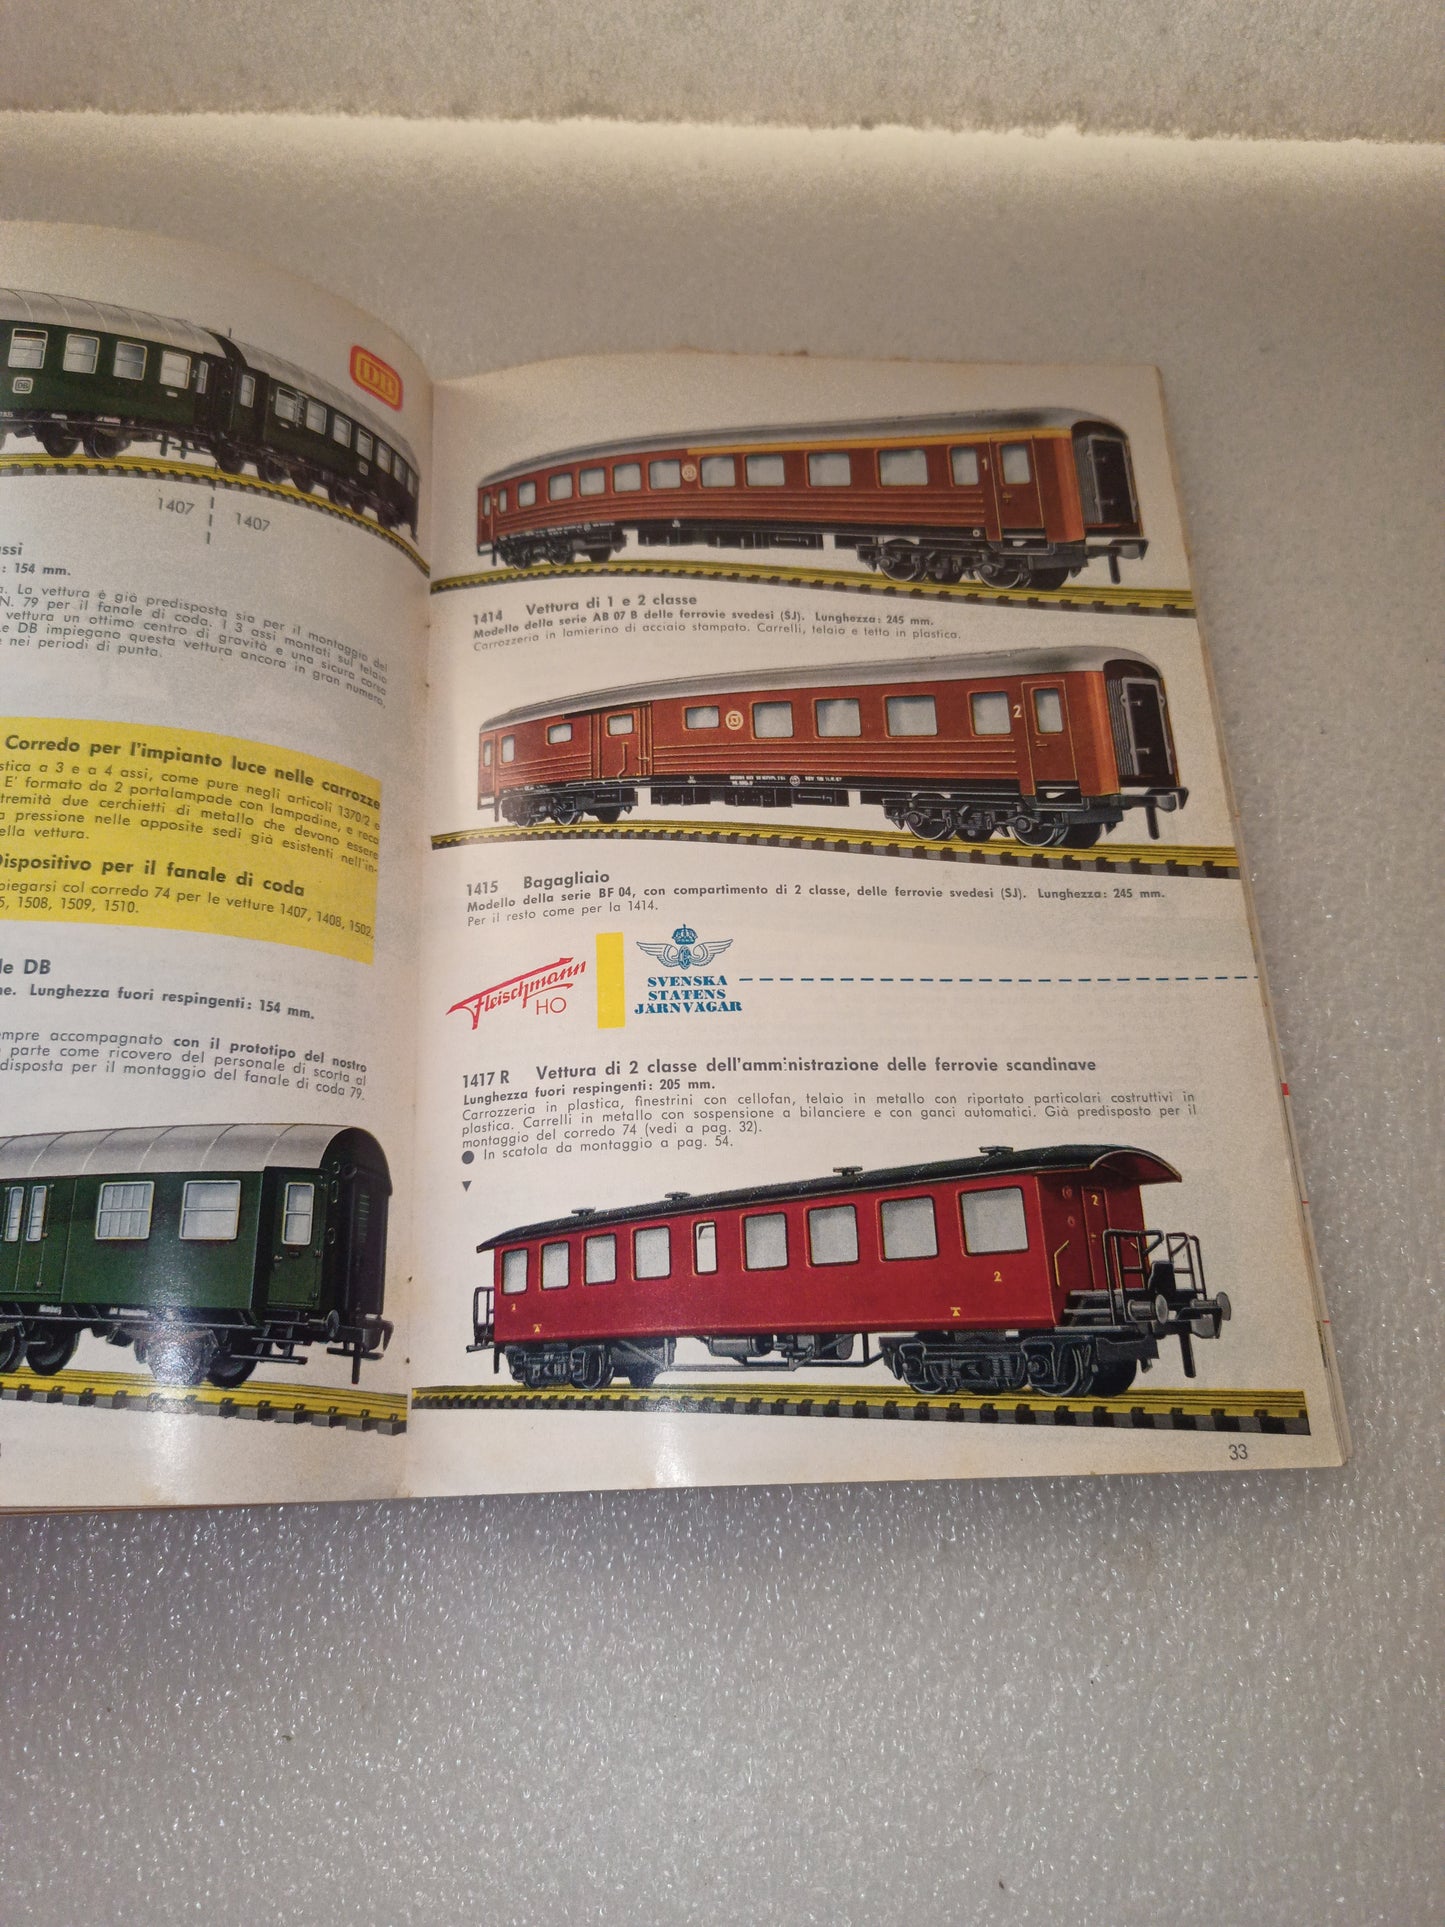 DB
DB
1407
1407
ssi
: 154 mm.
a. La vettura è già predisposta sia per il montaggio del
N. 79 per il fanale di coda. I 3 assi montati sul telaio
vettura un ottimo centro di gravità e una sicura corsa
le DB impiegano questa vettura ancora in gran numero,
e nei periodi di punta.
Corredo per l'impianto luce nelle carrozze
stica a 3 e a 4 assi, come pure negli articoli 1370/2 e
E' formato da 2 portalampade con lampadine, e reca
tremità due cerchietti di metallo che devono essere
a pressione nelle apposite sedi già esistenti nell'in-
ella vettura.
Dispositivo per il fanale di coda
piegarsi col corredo 74 per le vetture 1407, 1408, 1502,
5, 1508, 1509, 1510.
le DB
ne. Lunghezza fuori respingenti: 154 mm.
empre accompagnato con il prototipo del nostro
parte come ricovero del personale di scorta al
disposta per il montaggio del fanale di coda 79.
1
1414 Vettura di 1 e 2 classe
Modello della serie AB 07 B delle ferrovie svedesi (SJ). Lunghezza: 245 mm.
Carrozzeria in lamierino di acciaio stampato. Carrelli, telaio e tetto in plastica.
2
1415 Bagagliaio
Modello della serie BF 04, con compartimento di 2 classe, delle ferrovie svedesi (SJ). Lunghezza: 245 mm.
Per il resto come per la 1414.
Fleischmann
HO
SVENSKA
STATENS
JÄRNVÄGAR
1417 R Vettura di 2 classe dell'amministrazione delle ferrovie scandinave
Lunghezza fuori respingenti: 205 mm.
Carrozzeria in plastica, finestrini con cellofan, telaio in metallo con riportato particolari costruttivi in
plastica. Carrelli in metallo con sospensione a bilanciere e con ganci automatici. Già predisposto per il
montaggio del corredo 74 (vedi a pag. 32).
● In scatola da montaggio a pag. 54.
▼
2
2
2
33